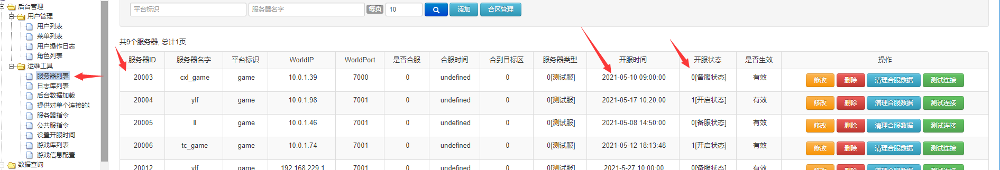 后台管理
用户管理
用户列表
菜单列表
用户操作日志
角色列表
运维工具
服务器列表
日志库列表
后台数据加载
提供对单个连接的
服务器指令
公共服指令
设置开服时间
游戏库列表
游戏信息配置
数据查询
平台标识 服务器名字 每页 10 添加 合区管理
共9个服务器, 总计1页
服务器ID 服务器名字 平台标识 WorldIP WorldPort 是否合服 合服时间 合到目标区 服务器类型 开服时间 开服状态 是否生效 操作
20003 cxl_game game 10.0.1.39 7000 0 undefined 0 0[测试服] 2021-05-10 09:00:00 0[备服状态] 有效 修改 删除 清理合服数据 测试连接
20004 ylf game 10.0.1.98 7001 0 undefined 0 0[测试服] 2021-05-17 10:20:00 1[开启状态] 有效 修改 删除 清理合服数据 测试连接
20005 ll game 10.0.1.46 7001 0 undefined 0 0[测试服] 2021-05-08 14:50:00 0[备服状态] 有效 修改 删除 清理合服数据 测试连接
20006 tc_game game 10.0.1.74 7001 0 undefined 0 0[测试服] 2021-05-12 18:13:48 1[开启状态] 有效 修改 删除 清理合服数据 测试连接
20012 ylf game 192.168.229.1 7001 0 undefined 0 0[测试服] 2021-5-27 10:00:00 0[备服状态] 有效 修改 删除 清理合服数据 测试连接